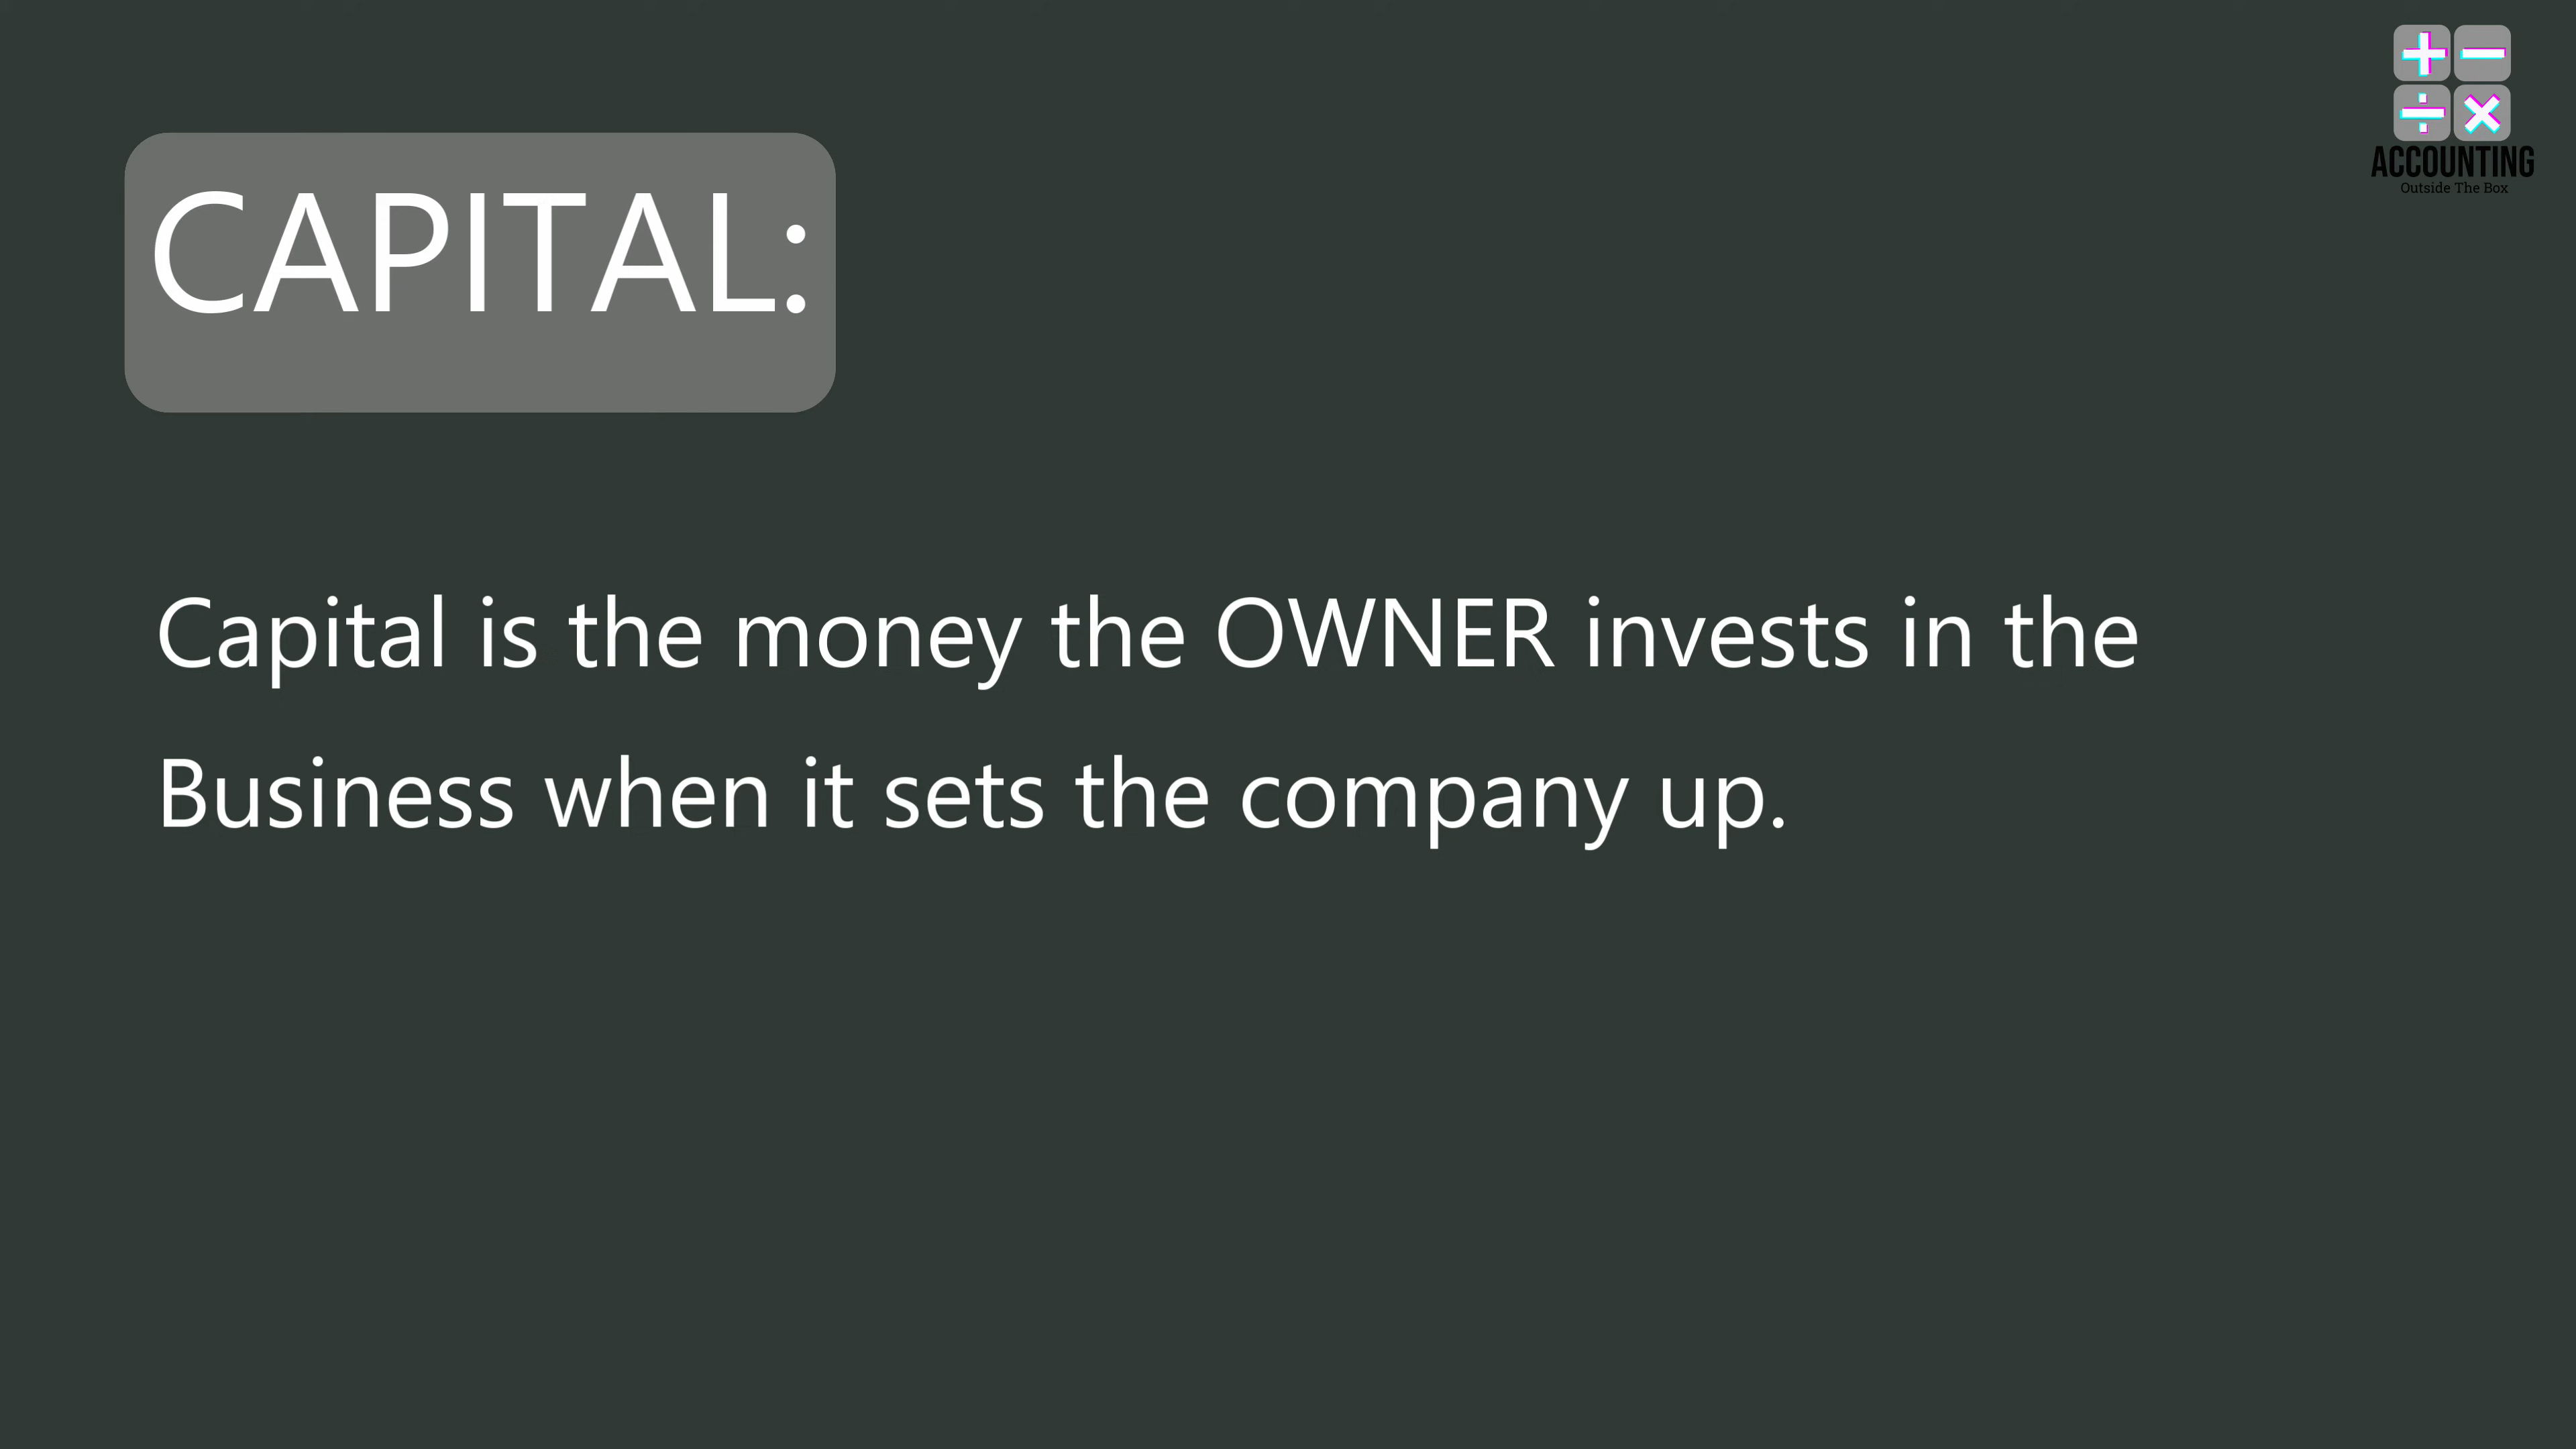 ACCOUNTING
Outside The Box
CAPITAL:
Capital is the money the OWNER invests in the
Business when it sets the company up.